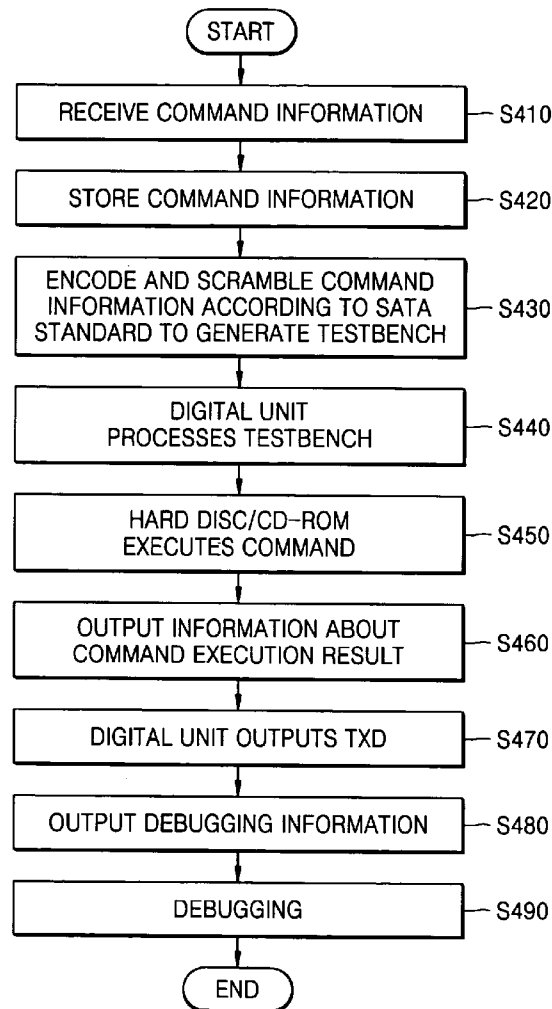 START
RECEIVE COMMAND INFORMATION
S410
STORE COMMAND INFORMATION
S420
ENCODE AND SCRAMBLE COMMAND
INFORMATION ACCORDING TO SATA
STANDARD TO GENERATE TESTBENCH
S430
DIGITAL UNIT
PROCESSES TESTBENCH
S440
HARD DISC/CD-ROM
EXECUTES COMMAND
S450
OUTPUT INFORMATION ABOUT
COMMAND EXECUTION RESULT
S460
DIGITAL UNIT OUTPUTS TXD
S470
OUTPUT DEBUGGING INFORMATION
S480
DEBUGGING
S490
END